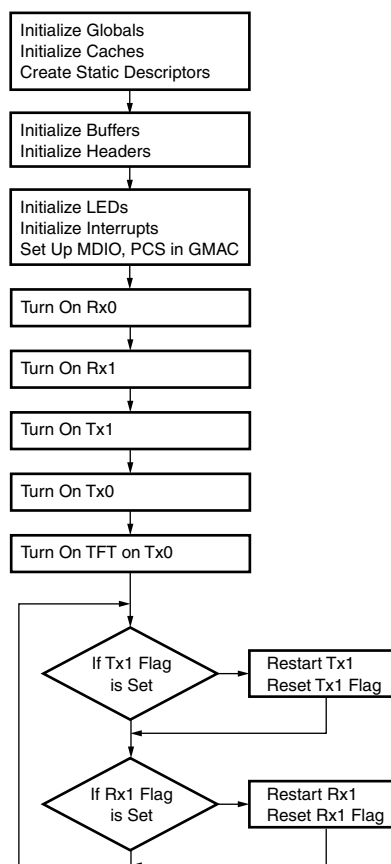 Initialize Globals
Initialize Caches
Create Static Descriptors
Initialize Buffers
Initialize Headers
Initialize LEDs
Initialize Interrupts
Set Up MDIO, PCS in GMAC
Turn On Rx0
Turn On Rx1
Turn On Tx1
Turn On Tx0
Turn On TFT on Tx0
If Tx1 Flag
is Set
Restart Tx1
Reset Tx1 Flag
If Rx1 Flag
is Set
Restart Rx1
Reset Rx1 Flag